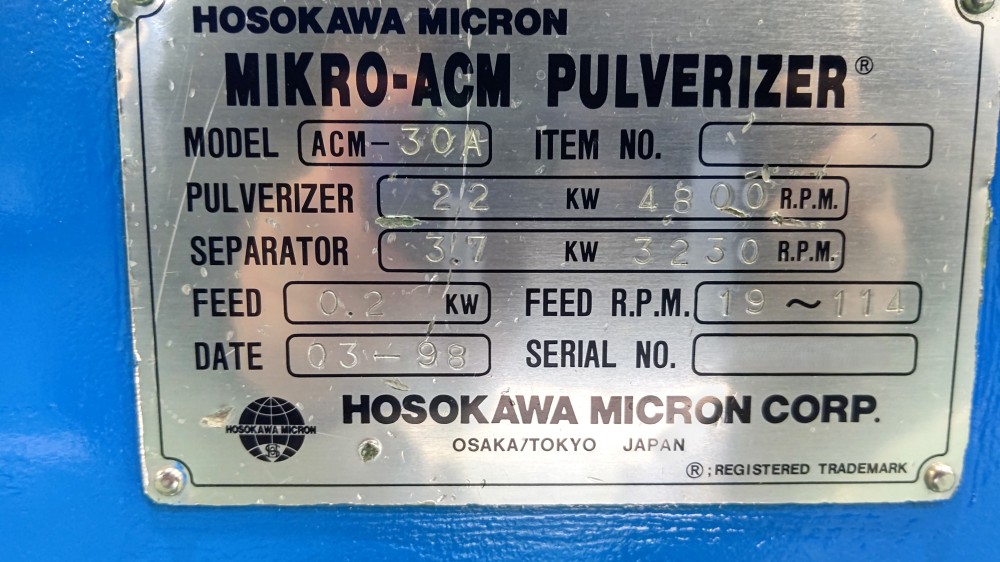 HOSOKAWA MICRON
MIKRO-ACM PULVERIZER®
MODEL ACM-30A ITEM NO.
PULVERIZER 22 KW 4800 R.P.M.
SEPARATOR 3.7 KW 3230 R.P.M.
FEED 0.2 KW FEED R.P.M. 19~114
DATE 03-98 SERIAL NO.
HOSOKAWA MICRON
HOSOKAWA MICRON CORP.
OSAKA/TOKYO JAPAN
®;REGISTERED TRADEMARK